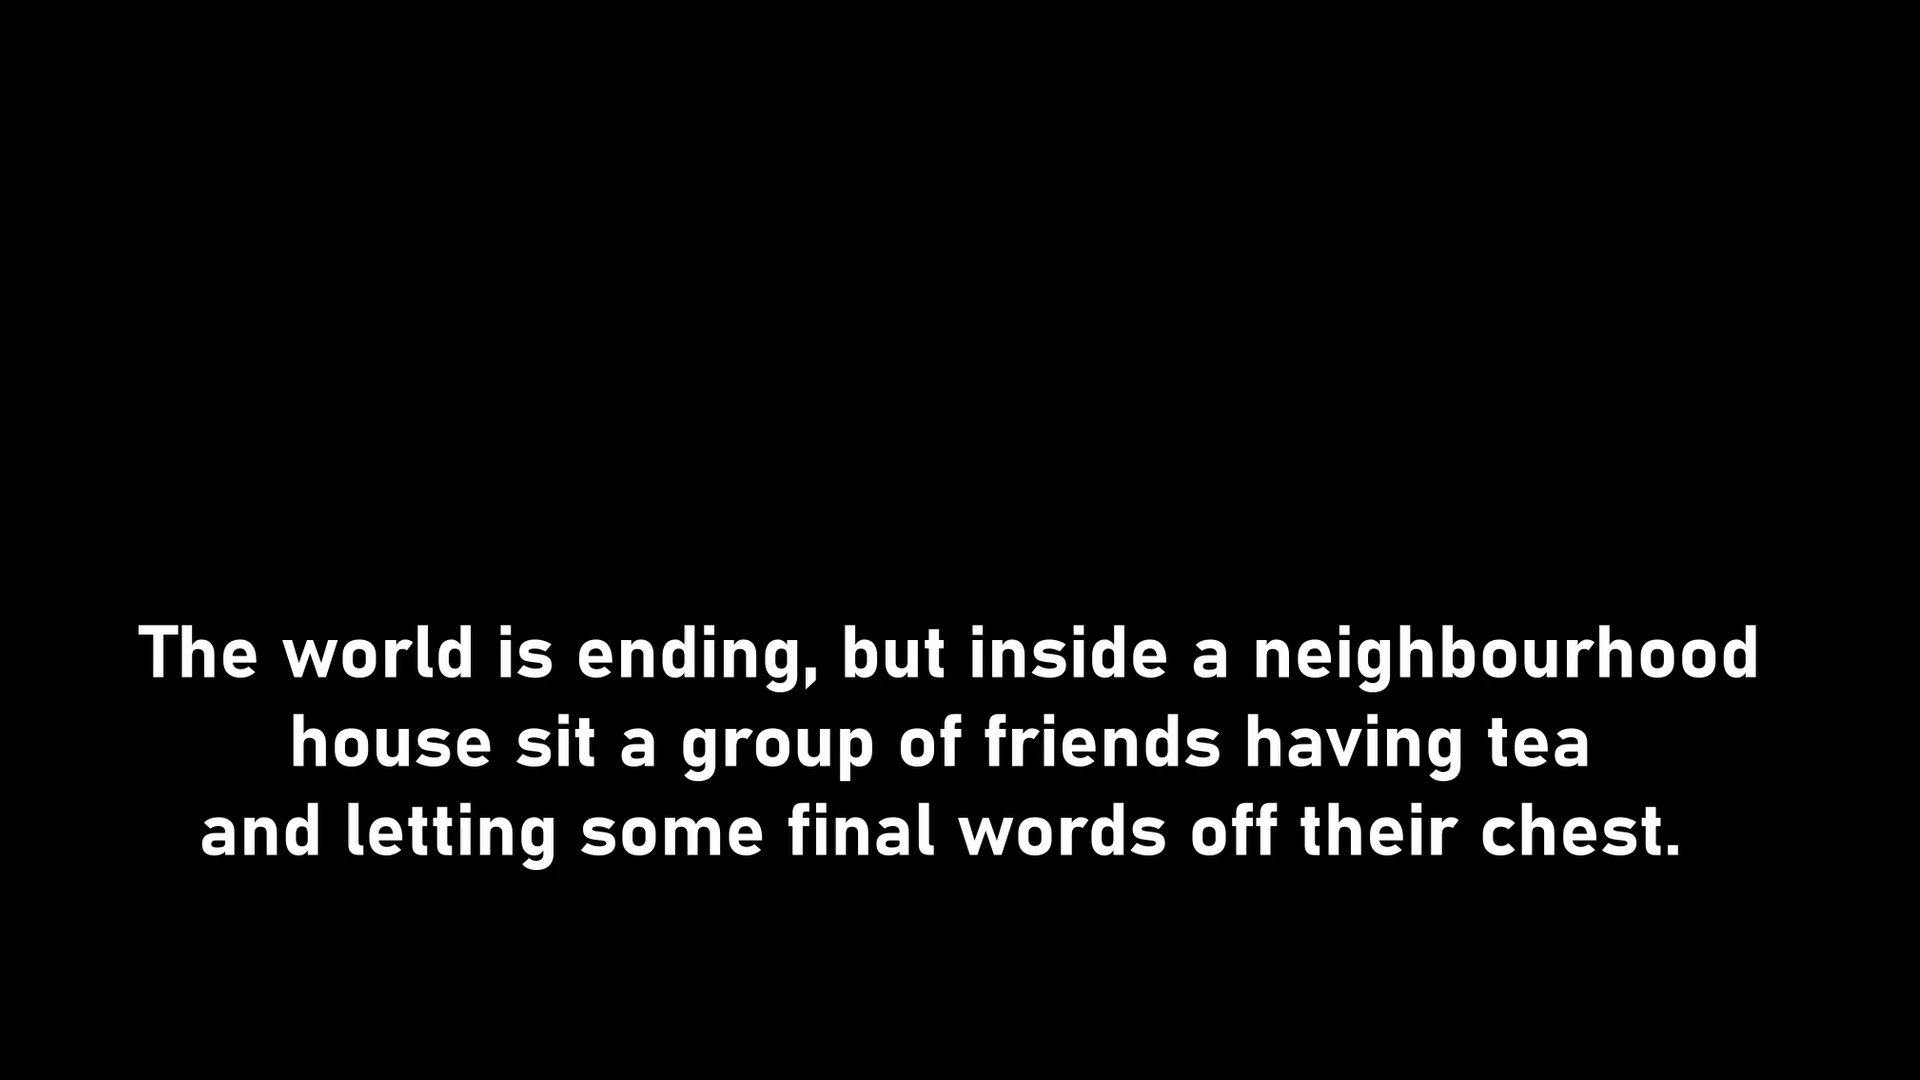 The world is ending, but inside a neighbourhood
house sit a group of friends having tea
and letting some final words off their chest.